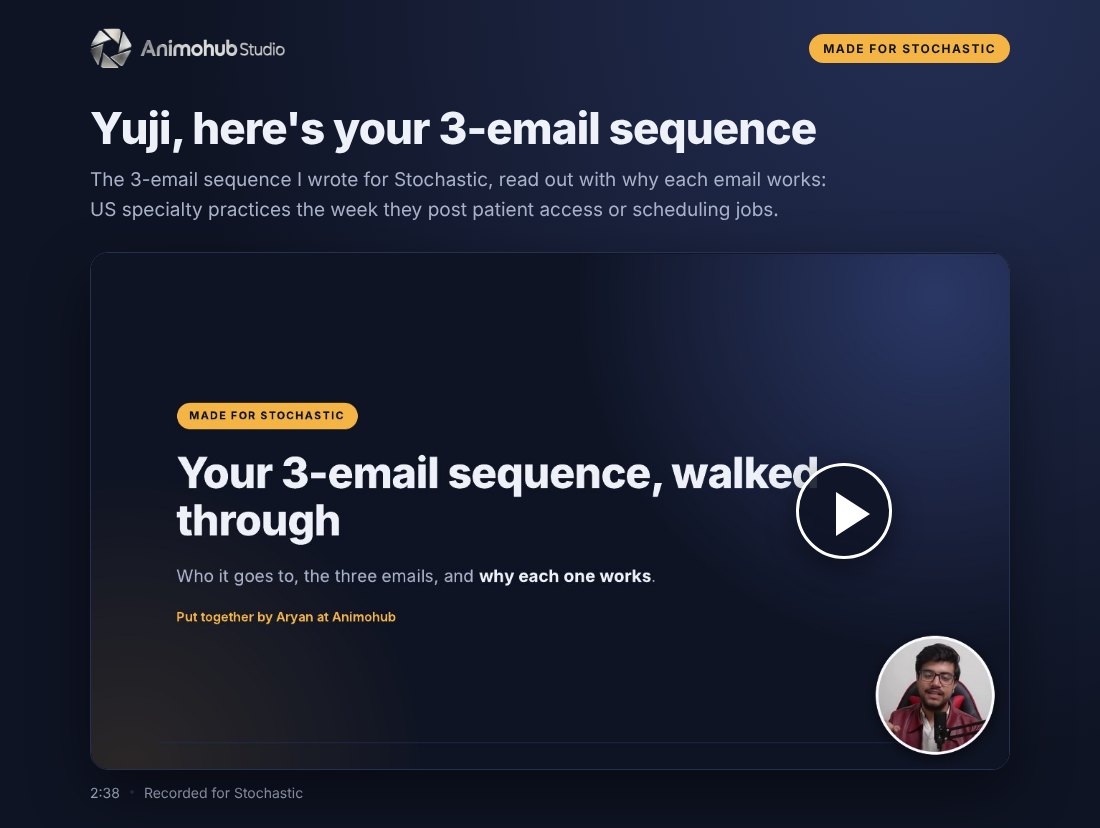 Animohub Studio
MADE FOR STOCHASTIC
Yuji, here's your 3-email sequence
The 3-email sequence I wrote for Stochastic, read out with why each email works:
US specialty practices the week they post patient access or scheduling jobs.
MADE FOR STOCHASTIC
Your 3-email sequence, walked
through
Who it goes to, the three emails, and why each one works.
Put together by Aryan at Animohub
2:38 • Recorded for Stochastic